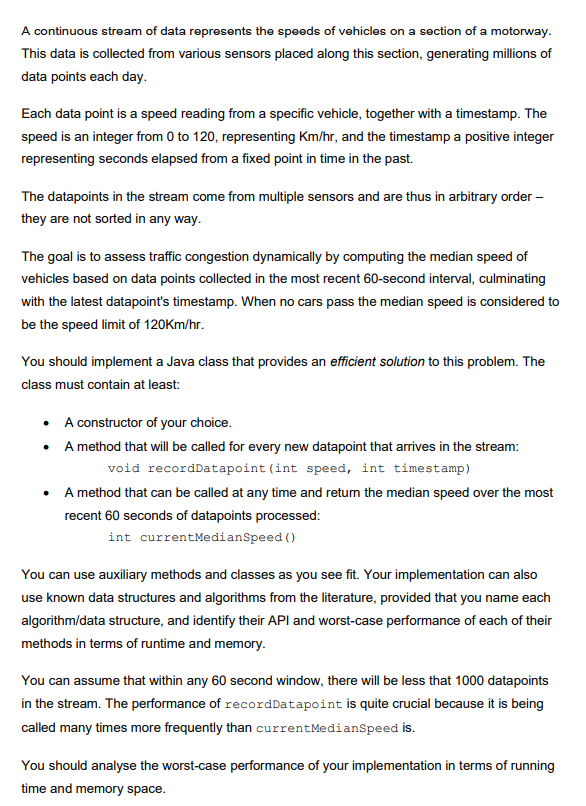 A continuous stream of data represents the speeds of vehicles on a section of a motorway.
This data is collected from various sensors placed along this section, generating millions of
data points each day.
Each data point is a speed reading from a specific vehicle, together with a timestamp. The
speed is an integer from 0 to 120, representing Km/hr, and the timestamp a positive integer
representing seconds elapsed from a fixed point in time in the past.
The datapoints in the stream come from multiple sensors and are thus in arbitrary order –
they are not sorted in any way.
The goal is to assess traffic congestion dynamically by computing the median speed of
vehicles based on data points collected in the most recent 60-second interval, culminating
with the latest datapoint's timestamp. When no cars pass the median speed is considered to
be the speed limit of 120Km/hr.
You should implement a Java class that provides an efficient solution to this problem. The
class must contain at least:
• A constructor of your choice.
• A method that will be called for every new datapoint that arrives in the stream:
void recordDatapoint(int speed, int timestamp)
• A method that can be called at any time and return the median speed over the most
recent 60 seconds of datapoints processed:
int currentMedianSpeed()
You can use auxiliary methods and classes as you see fit. Your implementation can also
use known data structures and algorithms from the literature, provided that you name each
algorithm/data structure, and identify their API and worst-case performance of each of their
methods in terms of runtime and memory.
You can assume that within any 60 second window, there will be less that 1000 datapoints
in the stream. The performance of recordDatapoint is quite crucial because it is being
called many times more frequently than currentMedianSpeed is.
You should analyse the worst-case performance of your implementation in terms of running
time and memory space.